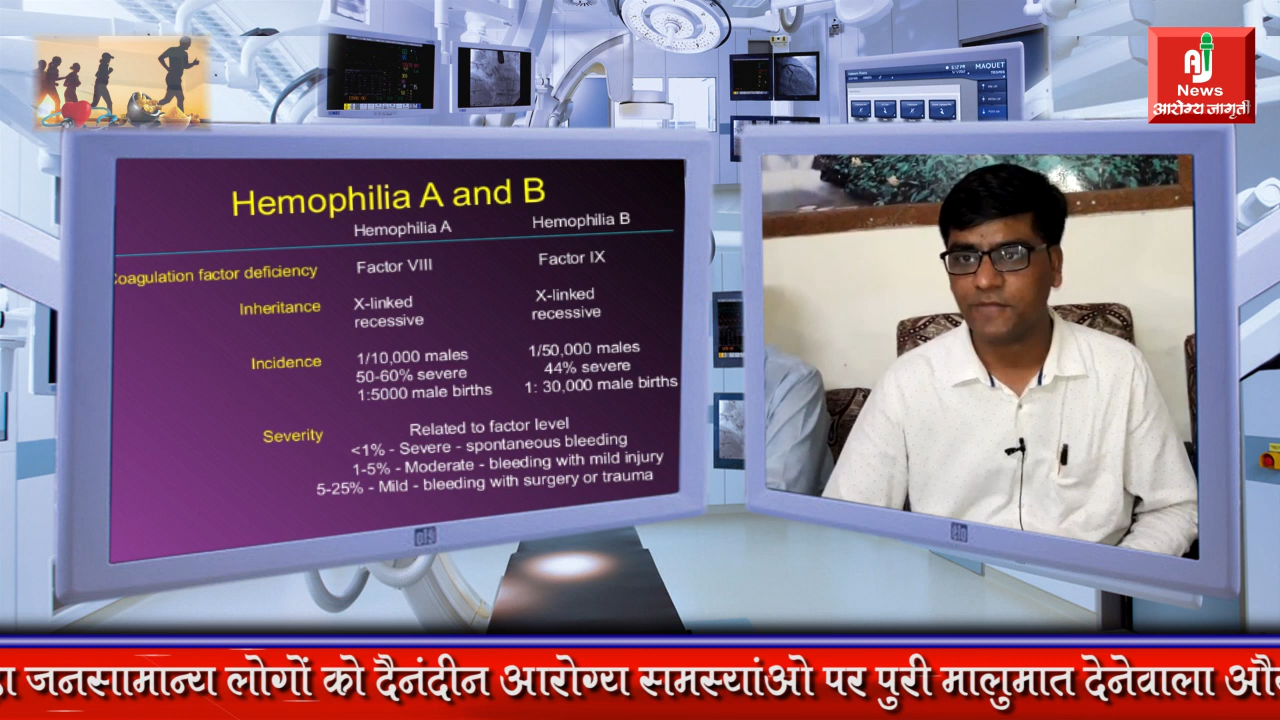 AJ
News
आरोग्य जागृती
MAQUET
Hemophilia A and B
Hemophilia A Hemophilia B
Coagulation factor deficiency Factor VIII Factor IX
Inheritance X-linked recessive X-linked recessive
Incidence 1/10,000 males 1/50,000 males
50-60% severe 44% severe
1:5000 male births 1: 30,000 male births
Severity Related to factor level
<1% - Severe - spontaneous bleeding
1-5% - Moderate - bleeding with mild injury
5-25% - Mild - bleeding with surgery or trauma
जनसामान्य लोगों को दैनंदीन आरोग्य समस्यांओ पर पुरी मालुमात देनेवाला